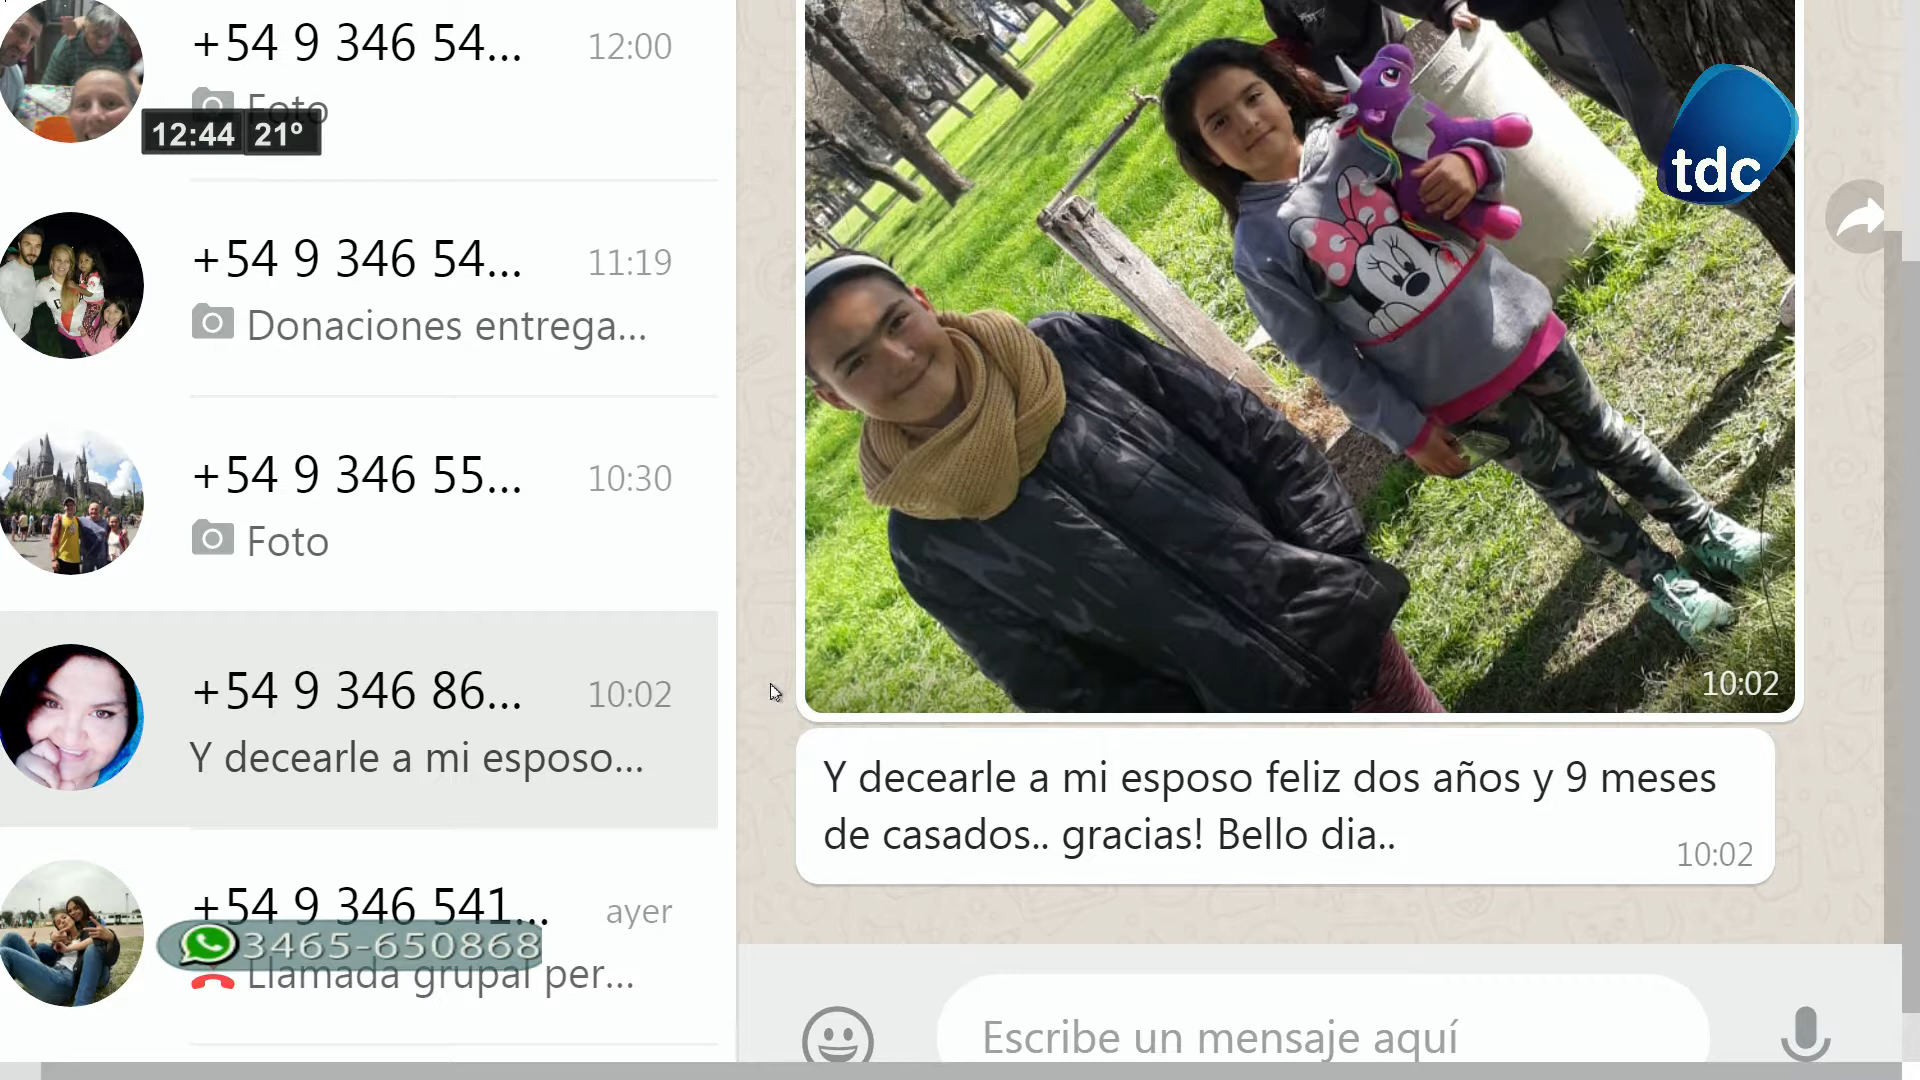 +54 9 346 54... 12:00
Foto
12:44 21º
+54 9 346 54... 11:19
Donaciones entrega...
+54 9 346 55... 10:30
Foto
+54 9 346 86... 10:02
Y decearle a mi esposo...
+54 9 346 541... ayer
3465-650868
Llamada grupal per...
tdc
10:02
Y decearle a mi esposo feliz dos años y 9 meses
de casados.. gracias! Bello dia..
10:02
Escribe un mensaje aquí